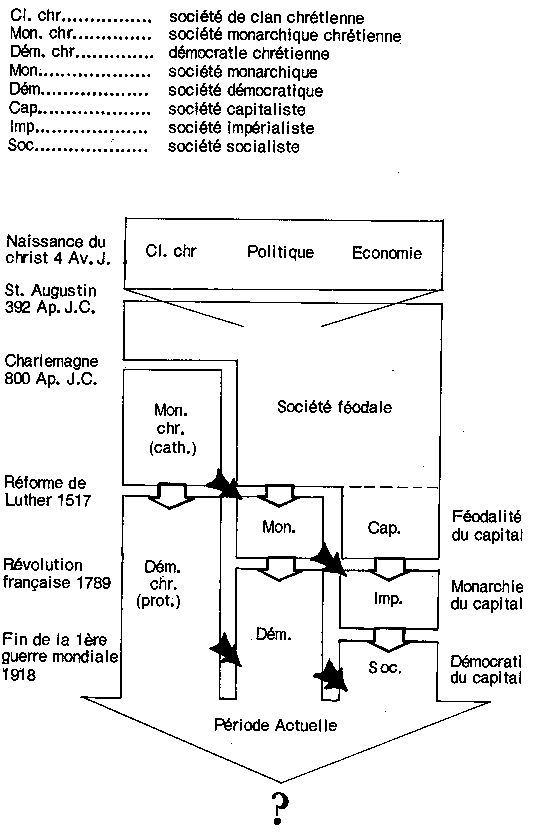 Cl. chr............... société de clan chrétienne
Mon. chr............ société monarchique chrétienne
Dém. chr............ démocratie chrétienne
Mon.................... société monarchique
Dém.................... société démocratique
Cap.................... société capitaliste
Imp..................... société impérialiste
Soc..................... société socialiste
Naissance du
christ 4 Av. J.
Cl. chr
Politique
Economie
St. Augustin
392 Ap. J.C.
Charlemagne
800 Ap. J.C.
Société féodale
Mon.
chr.
(cath.)
Réforme de
Luther 1517
Mon.
Cap.
Féodalité
du capital
Révolution
française 1789
Dém.
chr.
(prot.)
Imp.
Monarchie
du capital
Fin de la 1ère
guerre mondiale
1918
Dém.
Soc.
Démocrati
du capital
Période Actuelle
?